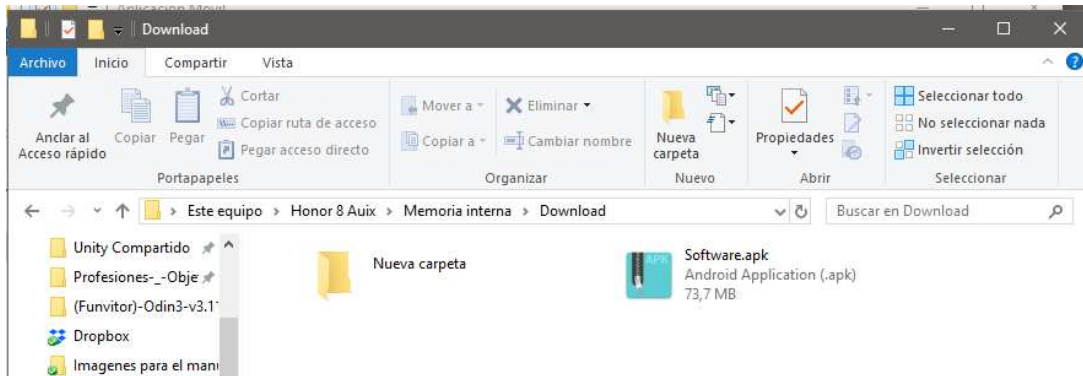 Aplicación Movil
Download
Archivo Inicio Compartir Vista
Anclar al Acceso rápido
Copiar
Pegar
Cortar
Copiar ruta de acceso
Pegar acceso directo
Portapapeles
Mover a
Copiar a
Eliminar
Cambiar nombre
Organizar
Nueva carpeta
Nuevo
Propiedades
Abrir
Seleccionar todo
No seleccionar nada
Invertir selección
Seleccionar
Este equipo > Honor 8 Auix > Memoria interna > Download
Buscar en Download
Unity Compartido
Profesiones-_-Obje
(Funvitor)-Odin3-v3.1
Dropbox
Imagenes para el man
Nueva carpeta
APK
Software.apk
Android Application (.apk)
73,7 MB